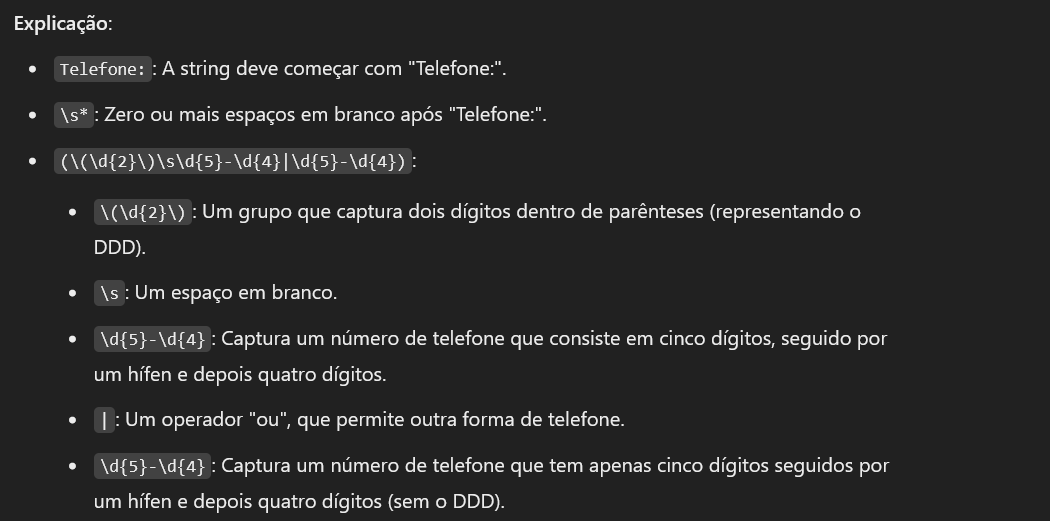 Explicação:
• Telefone:: A string deve começar com "Telefone:".
• \s*: Zero ou mais espaços em branco após "Telefone:".
• (\(\d{2}\)\s\d{5}-\d{4}|\d{5}-\d{4}):
• \(\d{2}\): Um grupo que captura dois dígitos dentro de parênteses (representando o
DDD).
• \s: Um espaço em branco.
• \d{5}-\d{4}: Captura um número de telefone que consiste em cinco dígitos, seguido por
um hífen e depois quatro dígitos.
• |: Um operador "ou", que permite outra forma de telefone.
• \d{5}-\d{4}: Captura um número de telefone que tem apenas cinco dígitos seguidos por
um hífen e depois quatro dígitos (sem o DDD).